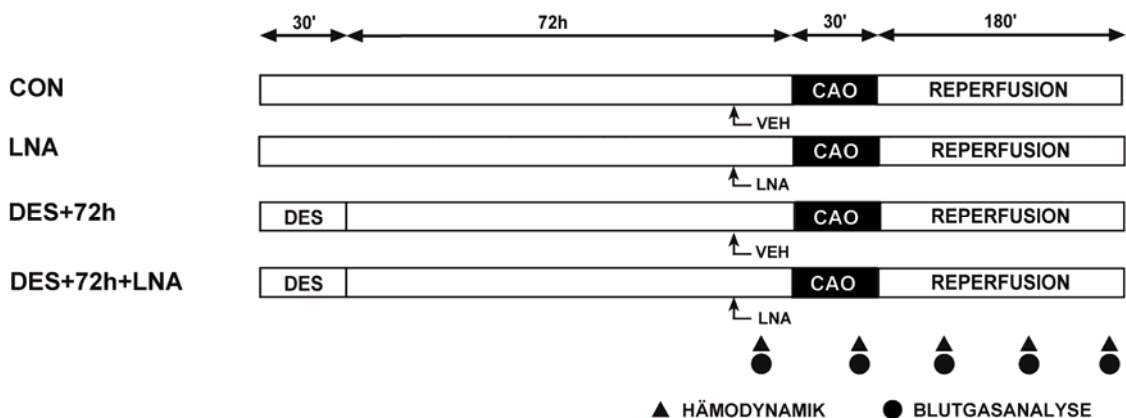 30' 72h 30' 180'
CON CAO REPERFUSION
VEH
LNA CAO REPERFUSION
LNA
DES+72h DES CAO REPERFUSION
VEH
DES+72h+LNA DES CAO REPERFUSION
LNA
HÄMODYNAMIK BLUTGASANALYSE